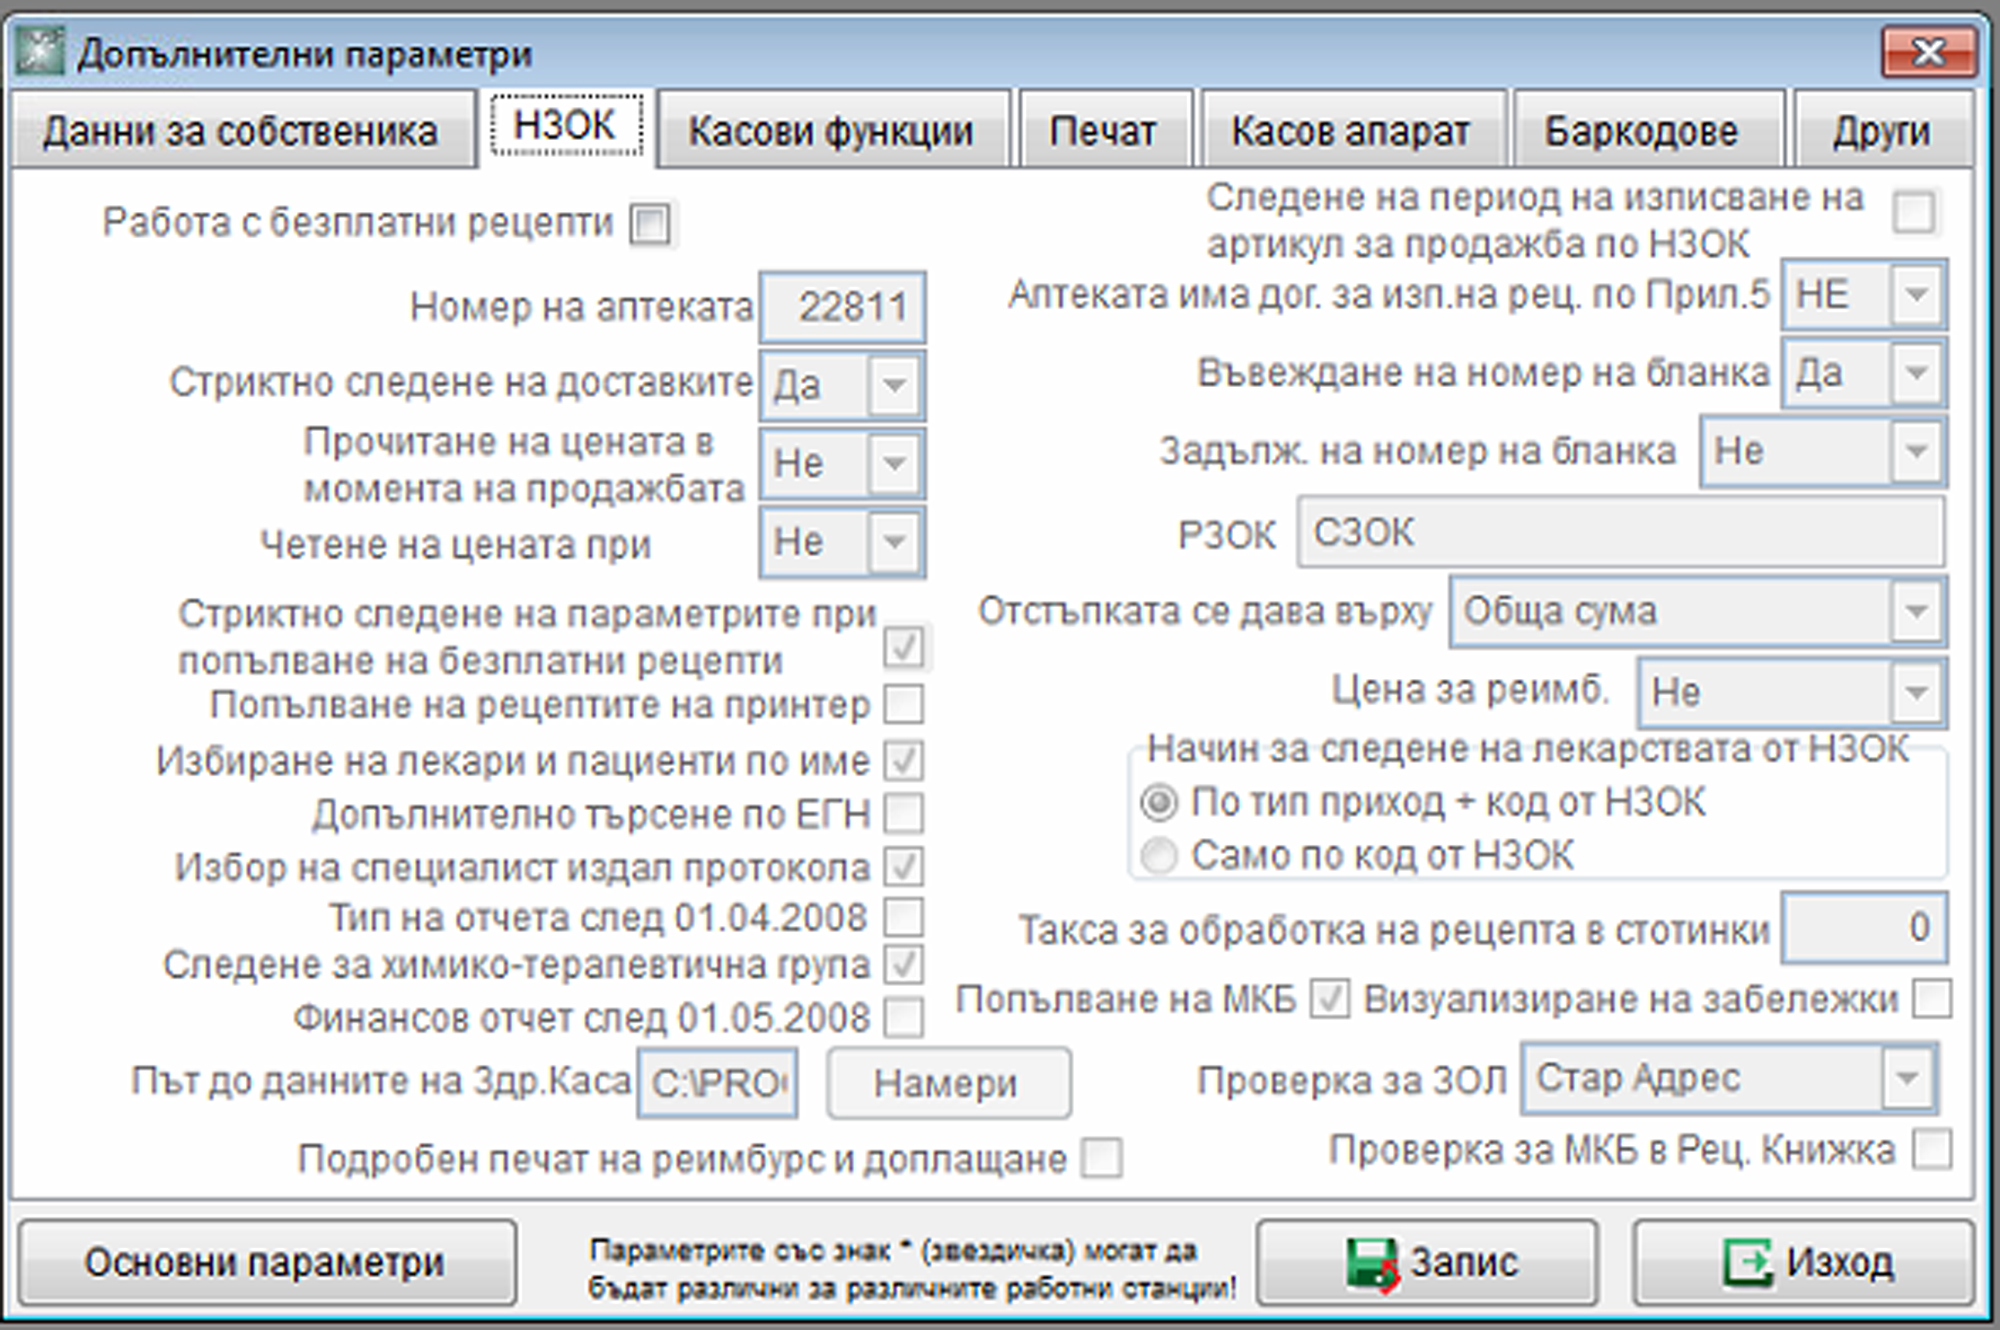 Допълнителни параметри
Данни за собственика
НЗОК
Касови функции
Печат
Касов апарат
Баркодове
Други
Работа с безплатни рецепти
Номер на аптеката 22811
Стриктно следене на доставките Да
Прочитане на цената в
момента на продажбата Не
Четене на цената при Не
Стриктно следене на параметрите при
попълване на безплатни рецепти
Попълване на рецептите на принтер
Избиране на лекари и пациенти по име
Допълнително търсене по ЕГН
Избор на специалист издал протокола
Тип на отчета след 01.04.2008
Следене за химико-терапевтична група
Финансов отчет след 01.05.2008
Път до данните на Здр.Каса C:\PRO Намери
Подробен печат на реимбурс и доплащане
Следене на период на изписване на
артикул за продажба по НЗОК
Аптеката има дог. за изп.на рец. по Прил.5 НЕ
Въвеждане на номер на бланка Да
Задълж. на номер на бланка Не
РЗОК СЗОК
Отстъпката се дава върху Обща сума
Цена за реимб. Не
Начин за следене на лекарствата от НЗОК
По тип приход + код от НЗОК
Само по код от НЗОК
Такса за обработка на рецепта в стотинки 0
Попълване на МКБ Визуализиране на забележки
Проверка за ЗОЛ Стар Адрес
Проверка за МКБ в Рец. Книжка
Основни параметри
Параметрите със знак * (звездичка) могат да
бъдат различни за различните работни станции!
Запис
Изход